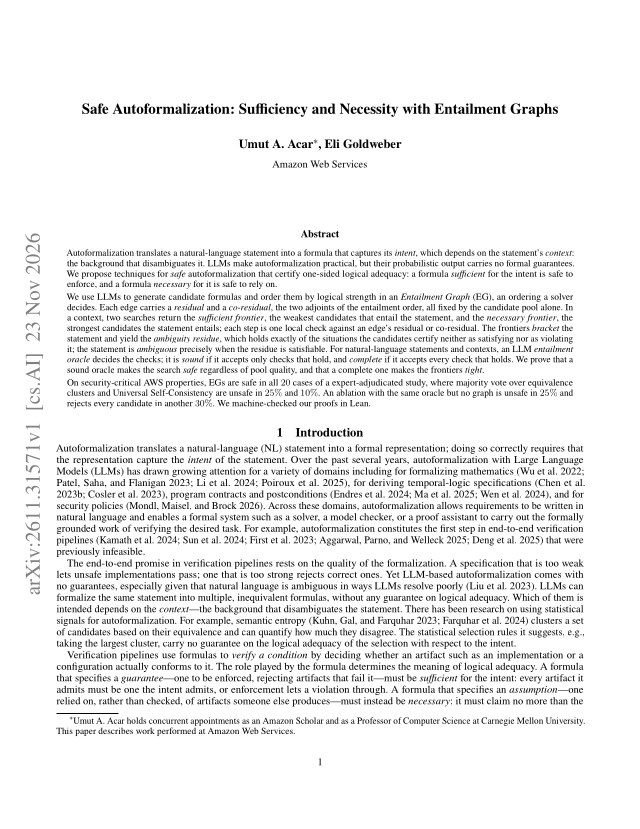 Safe Autoformalization: Sufficiency and Necessity with Entailment Graphs
Umut A. Acar*, Eli Goldweber
Amazon Web Services
arXiv:2611.31571v1 [cs.AI] 23 Nov 2026
Abstract
Autoformalization translates a natural-language statement into a formula that captures its intent, which depends on the statement's context:
the background that disambiguates it. LLMs make autoformalization practical, but their probabilistic output carries no formal guarantees.
We propose techniques for safe autoformalization that certify one-sided logical adequacy: a formula sufficient for the intent is safe to
enforce, and a formula necessary for it is safe to rely on.
We use LLMs to generate candidate formulas and order them by logical strength in an Entailment Graph (EG), an ordering a solver
decides. Each edge carries a residual and a co-residual, the two adjoints of the entailment order, all fixed by the candidate pool alone. In
a context, two searches return the sufficient frontier, the weakest candidates that entail the statement, and the necessary frontier, the
strongest candidates the statement entails; each step is one local check against an edge's residual or co-residual. The frontiers bracket the
statement and yield the ambiguity residue, which holds exactly of the situations the candidates certify neither as satisfying nor as violating
it; the statement is ambiguous precisely when the residue is satisfiable. For natural-language statements and contexts, an LLM entailment
oracle decides the checks; it is sound if it accepts only checks that hold, and complete if it accepts every check that holds. We prove that a
sound oracle makes the search safe regardless of pool quality, and that a complete one makes the frontiers tight.
On security-critical AWS properties, EGs are safe in all 20 cases of a expert-adjudicated study, where majority vote over equivalence
clusters and Universal Self-Consistency are unsafe in 25% and 10%. An ablation with the same oracle but no graph is unsafe in 25% and
rejects every candidate in another 30%. We machine-checked our proofs in Lean.
1 Introduction
Autoformalization translates a natural-language (NL) statement into a formal representation; doing so correctly requires that
the representation capture the intent of the statement. Over the past several years, autoformalization with Large Language
Models (LLMs) has drawn growing attention for a variety of domains including for formalizing mathematics (Wu et al. 2022;
Patel, Saha, and Flanigan 2023; Li et al. 2024; Poiroux et al. 2025), for deriving temporal-logic specifications (Chen et al.
2023b; Cosler et al. 2023), program contracts and postconditions (Endres et al. 2024; Ma et al. 2025; Wen et al. 2024), and for
security policies (Mondl, Maisel, and Brock 2026). Across these domains, autoformalization allows requirements to be written in
natural language and enables a formal system such as a solver, a model checker, or a proof assistant to carry out the formally
grounded work of verifying the desired task. For example, autoformalization constitutes the first step in end-to-end verification
pipelines (Kamath et al. 2024; Sun et al. 2024; First et al. 2023; Aggarwal, Parno, and Welleck 2025; Deng et al. 2025) that were
previously infeasible.
The end-to-end promise in verification pipelines rests on the quality of the formalization. A specification that is too weak
lets unsafe implementations pass; one that is too strong rejects correct ones. Yet LLM-based autoformalization comes with
no guarantees, especially given that natural language is ambiguous in ways LLMs resolve poorly (Liu et al. 2023). LLMs can
formalize the same statement into multiple, inequivalent formulas, without any guarantee on logical adequacy. Which of them is
intended depends on the context—the background that disambiguates the statement. There has been research on using statistical
signals for autoformalization. For example, semantic entropy (Kuhn, Gal, and Farquhar 2023; Farquhar et al. 2024) clusters a set
of candidates based on their equivalence and can quantify how much they disagree. The statistical selection rules it suggests, e.g.,
taking the largest cluster, carry no guarantee on the logical adequacy of the selection with respect to the intent.
Verification pipelines use formulas to verify a condition by deciding whether an artifact such as an implementation or a
configuration actually conforms to it. The role played by the formula determines the meaning of logical adequacy. A formula
that specifies a guarantee—one to be enforced, rejecting artifacts that fail it—must be sufficient for the intent: every artifact it
admits must be one the intent admits, or enforcement lets a violation through. A formula that specifies an assumption—one
relied on, rather than checked, of artifacts someone else produces—must instead be necessary: it must claim no more than the
*Umut A. Acar holds concurrent appointments as an Amazon Scholar and as a Professor of Computer Science at Carnegie Mellon University.
This paper describes work performed at Amazon Web Services.
1